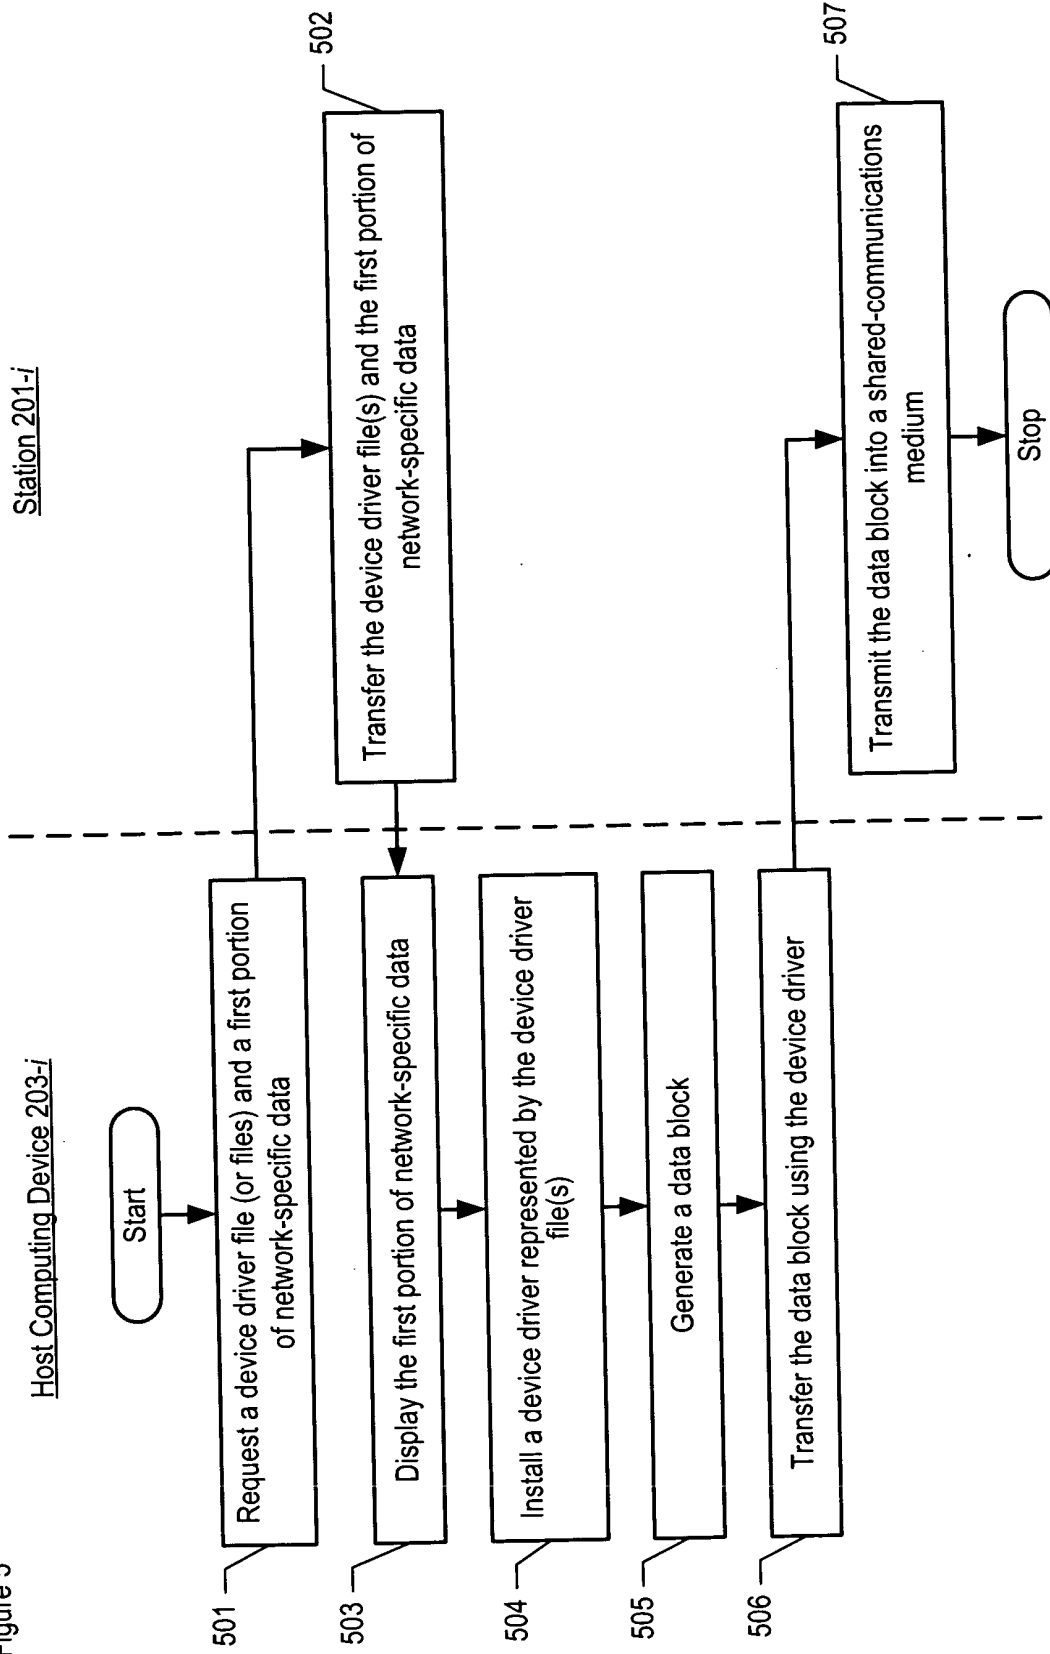 Figure 5
Host Computing Device 203-i
Station 201-i
Start
501
Request a device driver file (or files) and a first portion
of network-specific data
502
Transfer the device driver file(s) and the first portion of
network-specific data
503
Display the first portion of network-specific data
504
Install a device driver represented by the device driver
file(s)
505
Generate a data block
506
Transfer the data block using the device driver
507
Transmit the data block into a shared-communications
medium
Stop